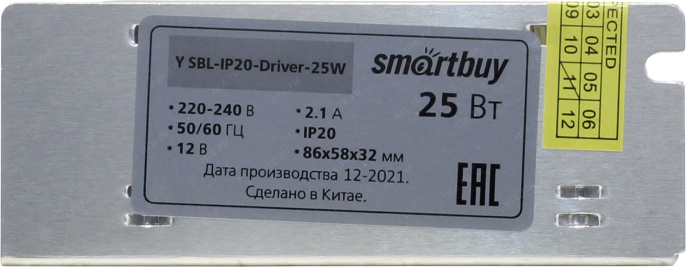 Y SBL-IP20-Driver-25W
smartbuy
25 Вт
• 220-240 В
• 2.1 А
• 50/60 ГЦ
• IP20
• 12 В
• 86x58x32 мм
Дата производства 12-2021.
Сделано в Китае.
EAC
PECTED
03 04 05 06
09 10 11 12